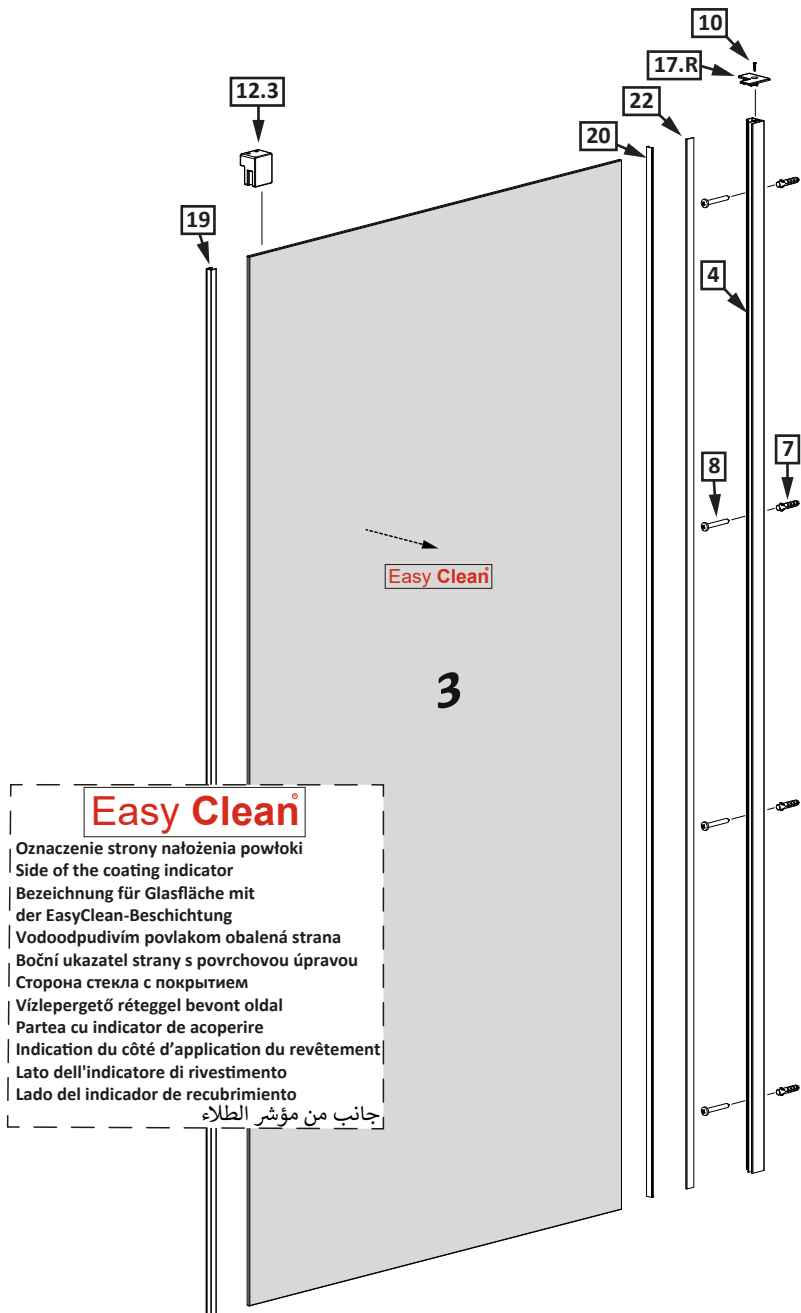 10
17.R
12.3
22
20
19
4
7
8
Easy Clean
3
Easy Clean®
Oznaczenie strony nałożenia powłoki
Side of the coating indicator
Bezeichnung für Glasfläche mit
der EasyClean-Beschichtung
Vodoodpudivím povlakom obalená strana
Boční ukazatel strany s povrchovou úpravou
Сторона стекла с покрытием
Vízlepergető réteggel bevont oldal
Partea cu indicator de acoperire
Indication du côté d'application du revêtement
Lato dell'indicatore di rivestimento
Lado del indicador de recubrimiento
جانب من مؤشر الطلاء